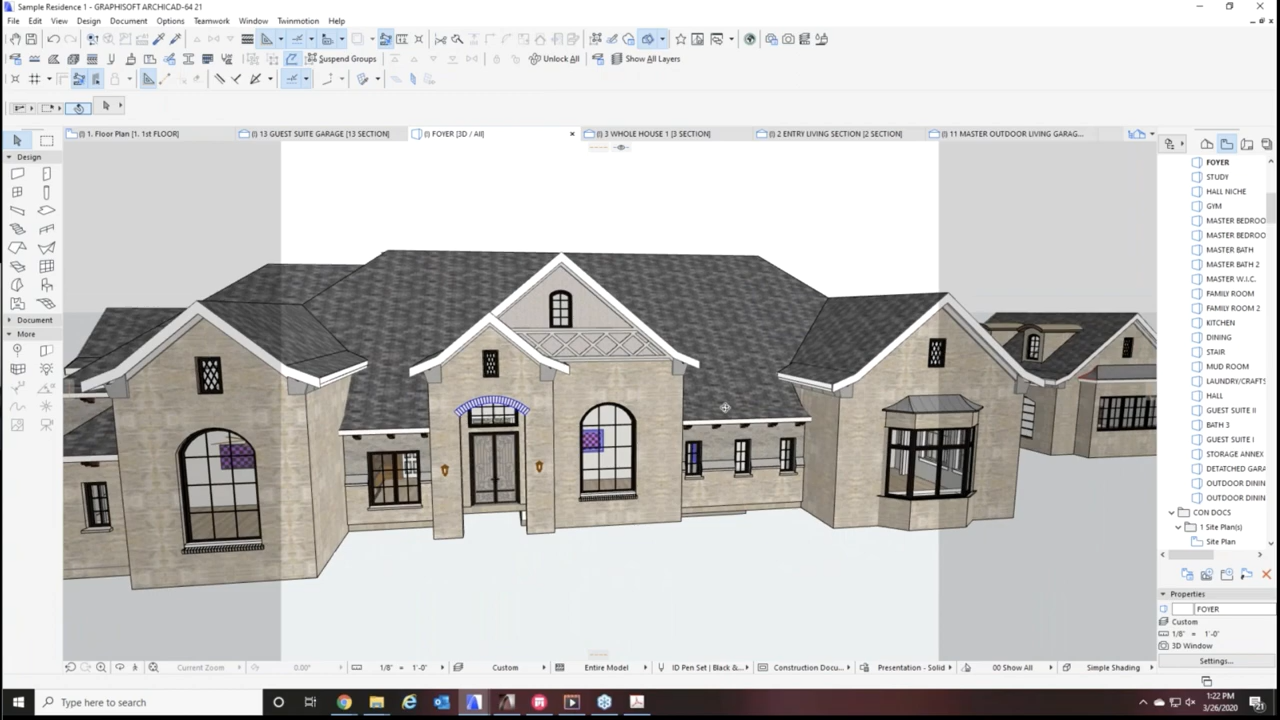 Sample Residence 1 - GRAPHISOFT ARCHICAD-64 21
File Edit View Design Document Options Teamwork Window Twinmotion Help
Suspend Groups
Unlock All
Show All Layers
(!) 1. Floor Plan [1. 1st FLOOR]
(!) 13 GUEST SUITE GARAGE [13 SECTION]
(!) FOYER [3D / All]
(!) 3 WHOLE HOUSE 1 [3 SECTION]
(!) 2 ENTRY LIVING SECTION [2 SECTION]
(!) 11 MASTER OUTDOOR LIVING GARAG...
Design
Document
More
FOYER
STUDY
HALL NICHE
GYM
MASTER BEDROO
MASTER BEDROO
MASTER BATH
MASTER BATH 2
MASTER W.I.C.
FAMILY ROOM
FAMILY ROOM 2
KITCHEN
DINING
STAIR
MUD ROOM
LAUNDRY/CRAFTS
HALL
GUEST SUITE II
BATH 3
GUEST SUITE I
STORAGE ANNEX
DETATCHED GARA
OUTDOOR DININ
OUTDOOR DININ
CON DOCS
1 Site Plan(s)
Site Plan
Properties
FOYER
Custom
1/8" = 1'-0"
3D Window
Settings...
Current Zoom
0.00°
1/8" = 1'-0"
Custom
Entire Model
ID Pen Set | Black &...
Construction Docu...
Presentation - Solid
00 Show All
Simple Shading
Type here to search
1:22 PM
3/26/2020
21